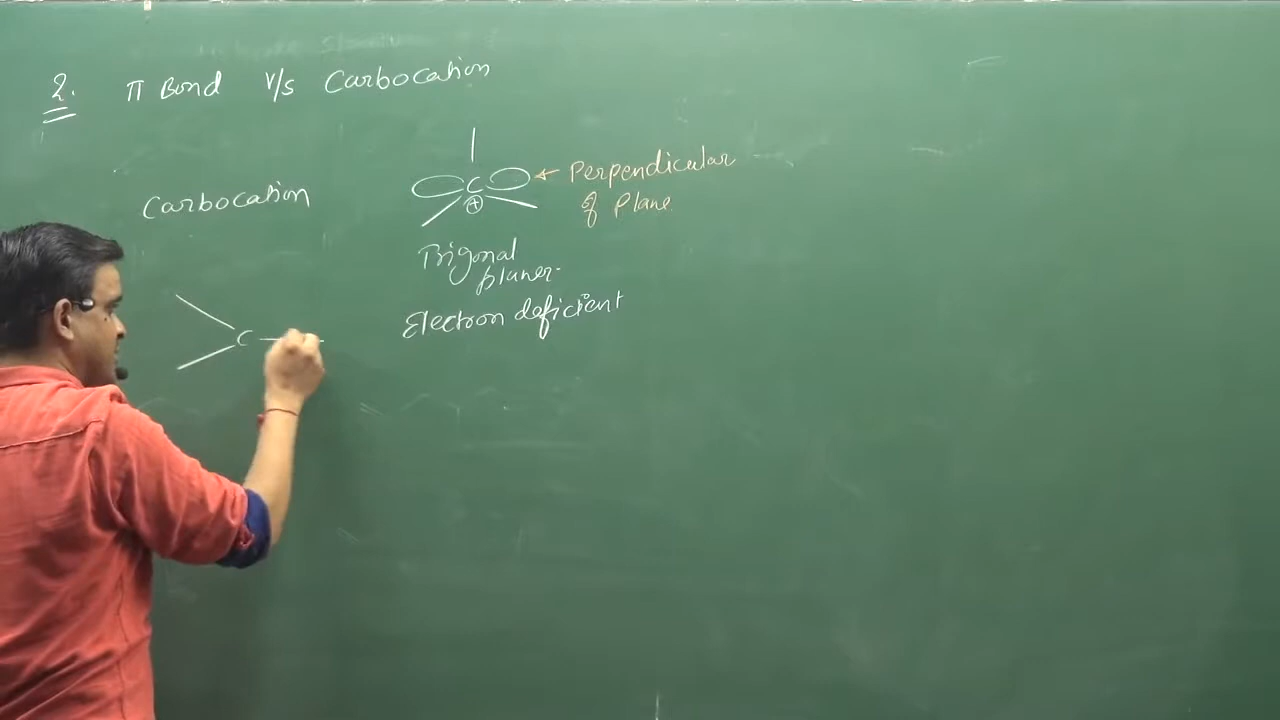 2. π Bond v/s Carbocation
Carbocation
C
⊕
Perpendicular
of Plane
Trigonal
planer.
Electron deficient
C